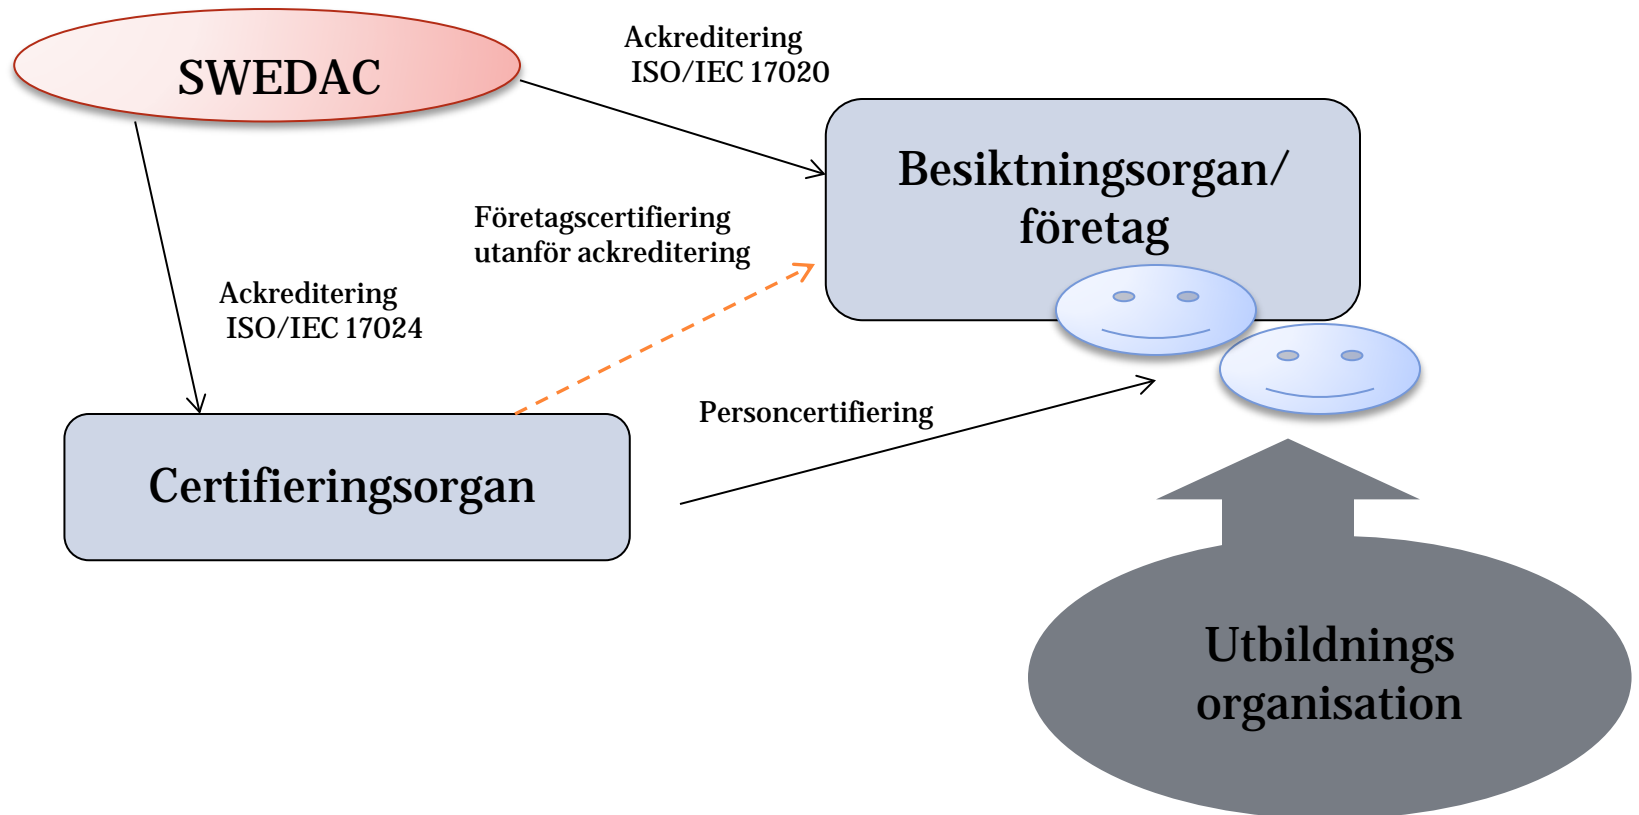 SWEDAC
Ackreditering
ISO/IEC 17020
Besiktningsorgan/
företag
Företagscertifiering
utanför ackreditering
Ackreditering
ISO/IEC 17024
Personcertifiering
Certifieringsorgan
Utbildnings
organisation